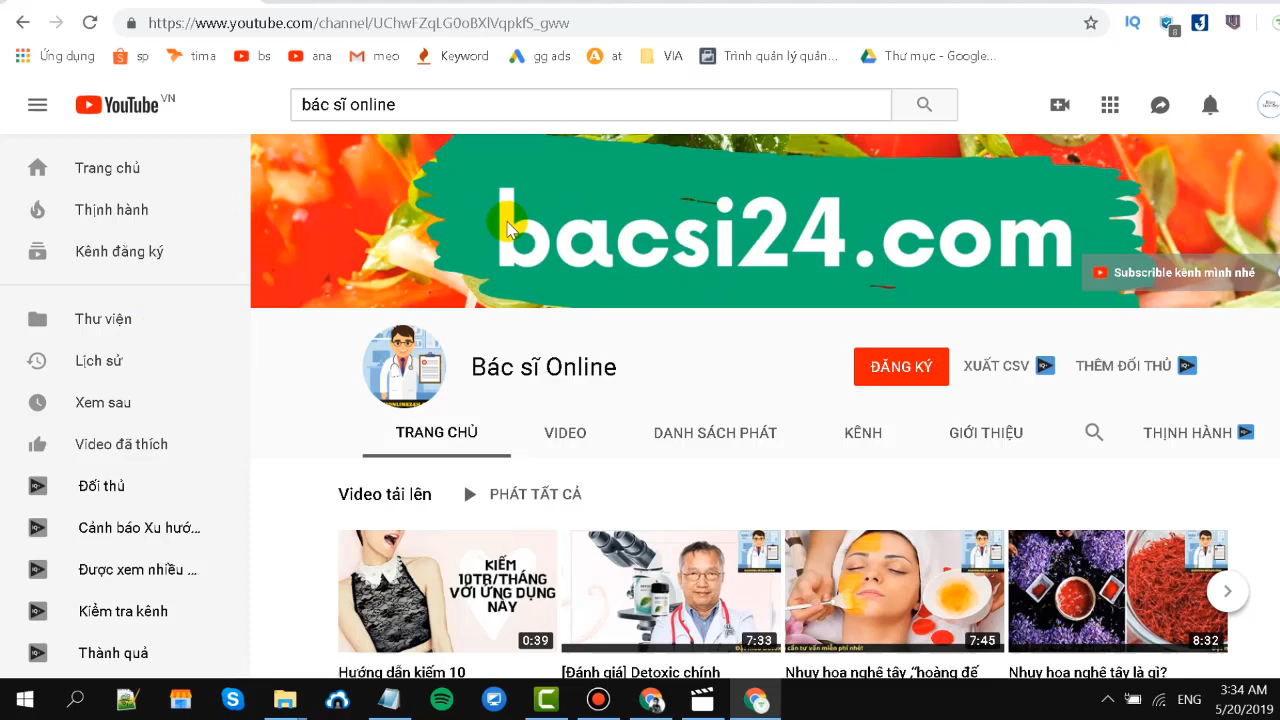 https://www.youtube.com/channel/UChwFZqLG0oBXlVqpkfS_gww
8
Ứng dụng
sp
tima
bs
ana
meo
Keyword
gg ads
at
VIA
Trình quản lý quản...
Thư mục - Google...
YouTube VN
bác sĩ online
Trang chủ
Thịnh hành
Kênh đăng ký
Thư viện
Lịch sử
Xem sau
Video đã thích
Đối thủ
Cảnh báo Xu hướ...
Được xem nhiều ...
Kiểm tra kênh
Thành quả
bacsi24.com
Subscrible kênh mình nhé
Bác sĩ Online
ĐĂNG KÝ
XUẤT CSV
THÊM ĐỐI THỦ
TRANG CHỦ
VIDEO
DANH SÁCH PHÁT
KÊNH
GIỚI THIỆU
THỊNH HÀNH
Video tải lên
PHÁT TẤT CẢ
KIẾM
10TR/THÁNG
VỚI ỨNG DỤNG
NÀY
0:39
7:33
7:45
8:32
Hướng dẫn kiếm 10
[Đánh giá] Detoxic chính
Nhụy hoa nghệ tây ,"hoàng đế
Nhụy hoa nghệ tây là gì?
ENG
3:34 AM
5/20/2019